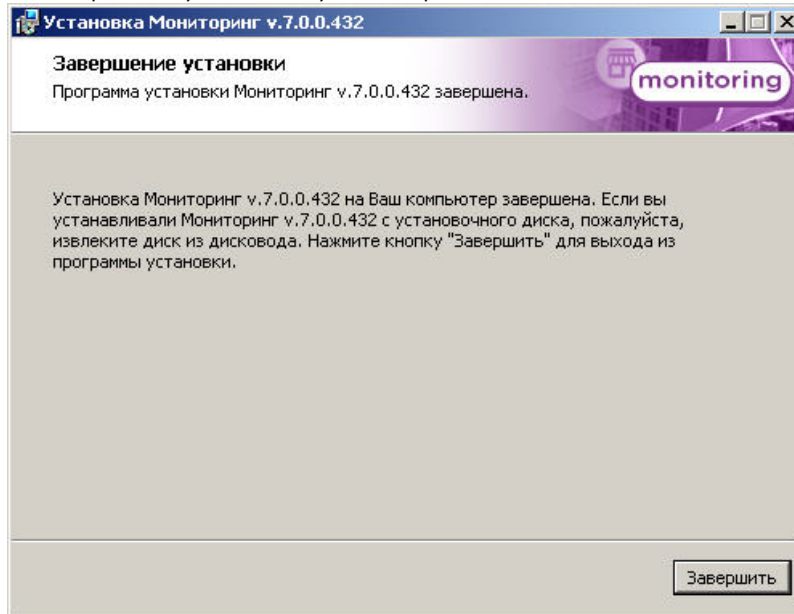 Установка Мониторинг v.7.0.0.432
Завершение установки
Программа установки Мониторинг v.7.0.0.432 завершена.
monitoring
Установка Мониторинг v.7.0.0.432 на Ваш компьютер завершена. Если вы
устанавливали Мониторинг v.7.0.0.432 с установочного диска, пожалуйста,
извлеките диск из дисковода. Нажмите кнопку "Завершить" для выхода из
программы установки.
Завершить